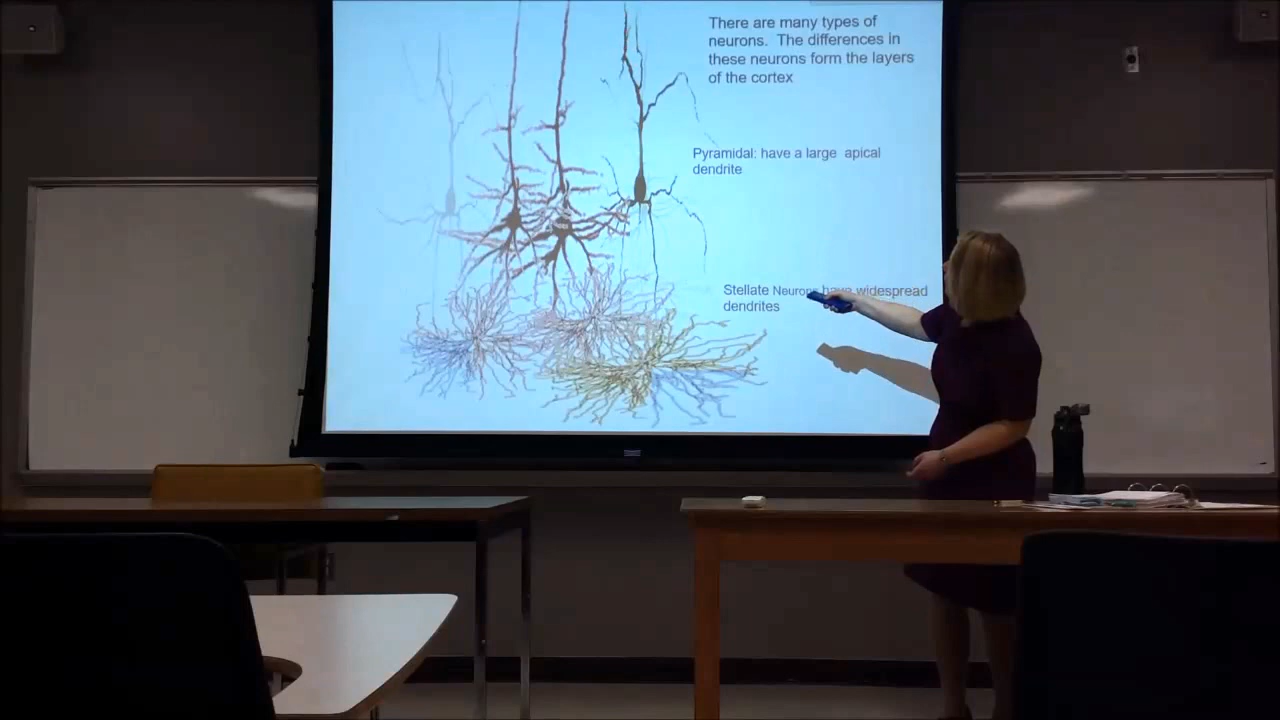 There are many types of
neurons. The differences in
these neurons form the layers
of the cortex
Pyramidal: have a large apical
dendrite
Stellate Neurons have widespread
dendrites